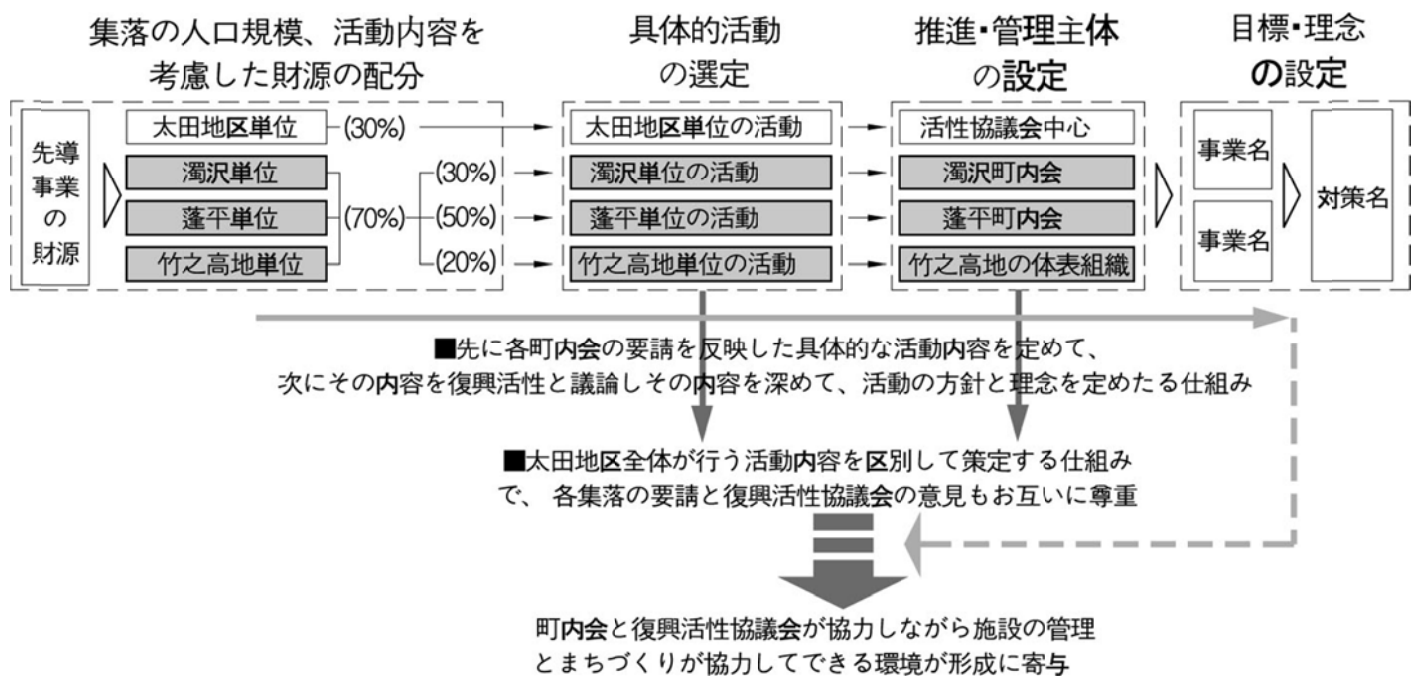 集落の人口規模、活動内容を
考慮した財源の配分
具体的活動
の選定
推進・管理主体
の設定
目標・理念
の設定
先導
事業
の
財源
太田地区単位
(30%)
濁沢単位
蓬平単位
竹之高地単位
(70%)
(30%)
(50%)
(20%)
太田地区単位の活動
濁沢単位の活動
蓬平単位の活動
竹之高地単位の活動
活性協議会中心
濁沢町内会
蓬平町内会
竹之高地の体表組織
事業名
事業名
対策名
■先に各町内会の要請を反映した具体的な活動内容を定めて、
次にその内容を復興活性と議論しその内容を深めて、活動の方針と理念を定めたる仕組み
■太田地区全体が行う活動内容を区別して策定する仕組み
で、 各集落の要請と復興活性協議会の意見もお互いに尊重
町内会と復興活性協議会が協力しながら施設の管理
とまちづくりが協力してできる環境が形成に寄与